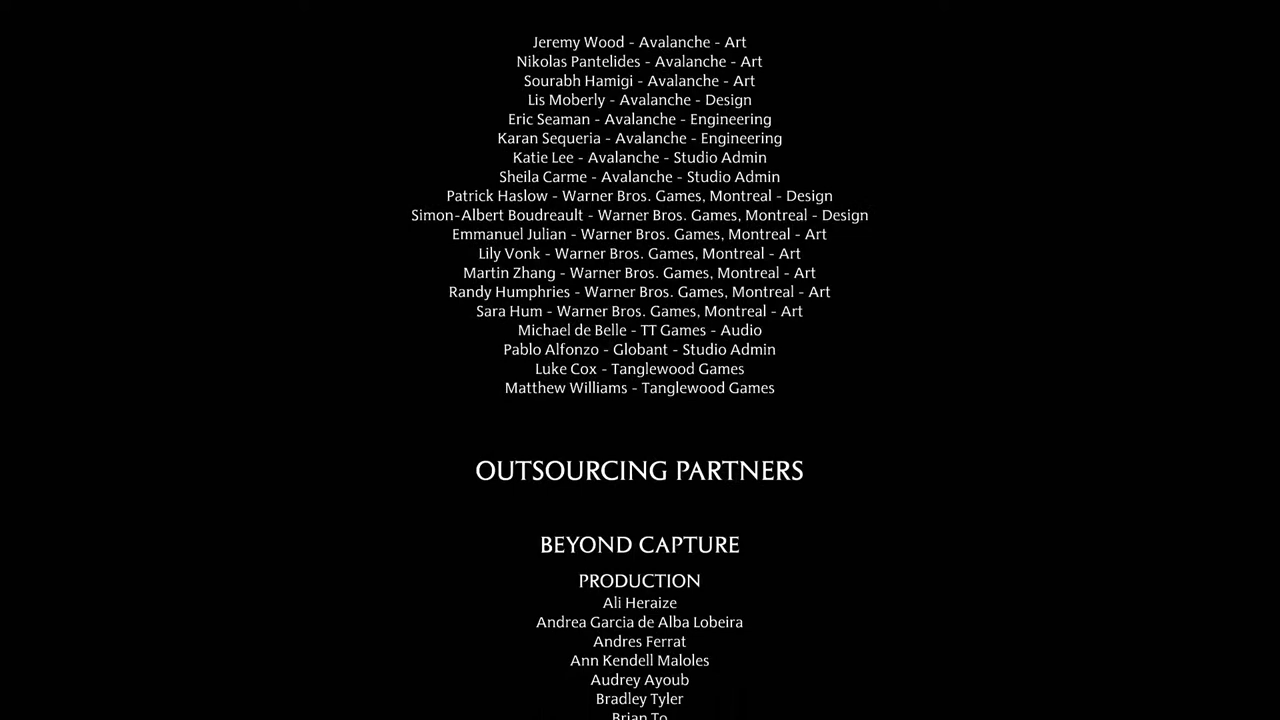 Jeremy Wood - Avalanche - Art
Nikolas Pantelides - Avalanche - Art
Sourabh Hamigi - Avalanche - Art
Lis Moberly - Avalanche - Design
Eric Seaman - Avalanche - Engineering
Karan Sequeria - Avalanche - Engineering
Katie Lee - Avalanche - Studio Admin
Sheila Carme - Avalanche - Studio Admin
Patrick Haslow - Warner Bros. Games, Montreal - Design
Simon-Albert Boudreault - Warner Bros. Games, Montreal - Design
Emmanuel Julian - Warner Bros. Games, Montreal - Art
Lily Vonk - Warner Bros. Games, Montreal - Art
Martin Zhang - Warner Bros. Games, Montreal - Art
Randy Humphries - Warner Bros. Games, Montreal - Art
Sara Hum - Warner Bros. Games, Montreal - Art
Michael de Belle - TT Games - Audio
Pablo Alfonzo - Globant - Studio Admin
Luke Cox - Tanglewood Games
Matthew Williams - Tanglewood Games
OUTSOURCING PARTNERS
BEYOND CAPTURE
PRODUCTION
Ali Heraize
Andrea Garcia de Alba Lobeira
Andres Ferrat
Ann Kendell Maloles
Audrey Ayoub
Bradley Tyler
Brian To